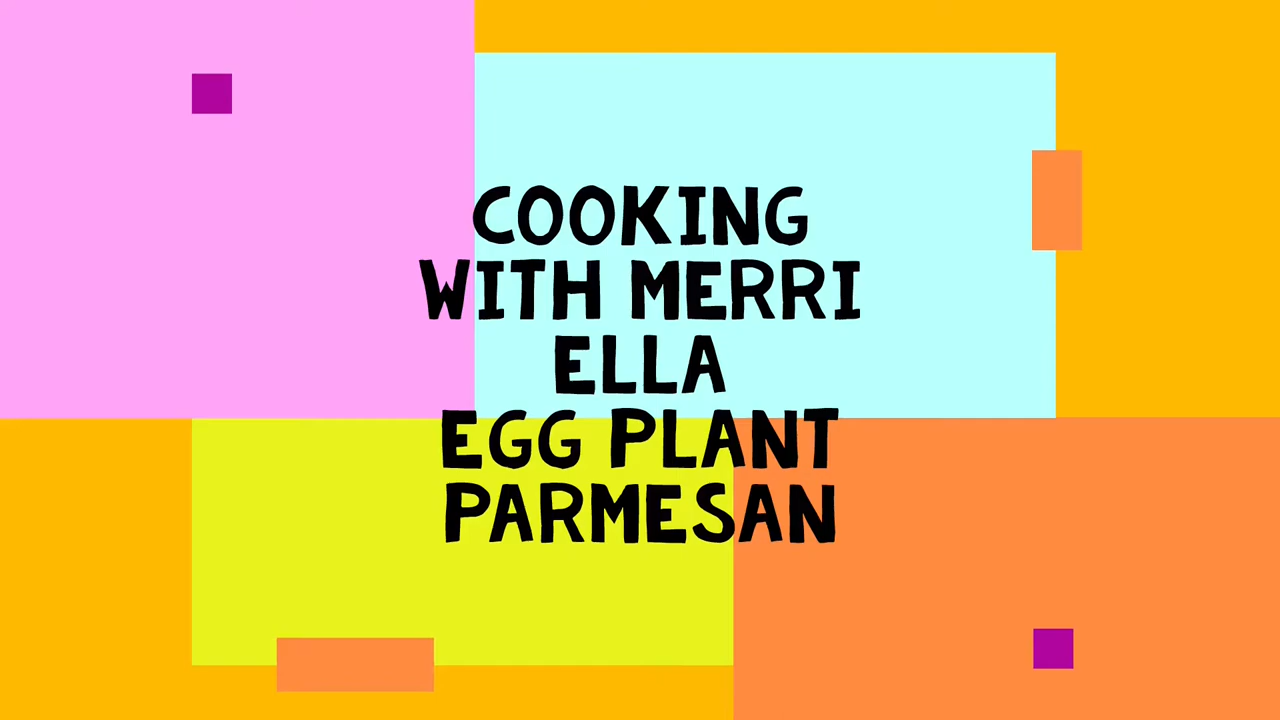 COOKING
WITH MERRI
ELLA
EGG PLANT
PARMESAN